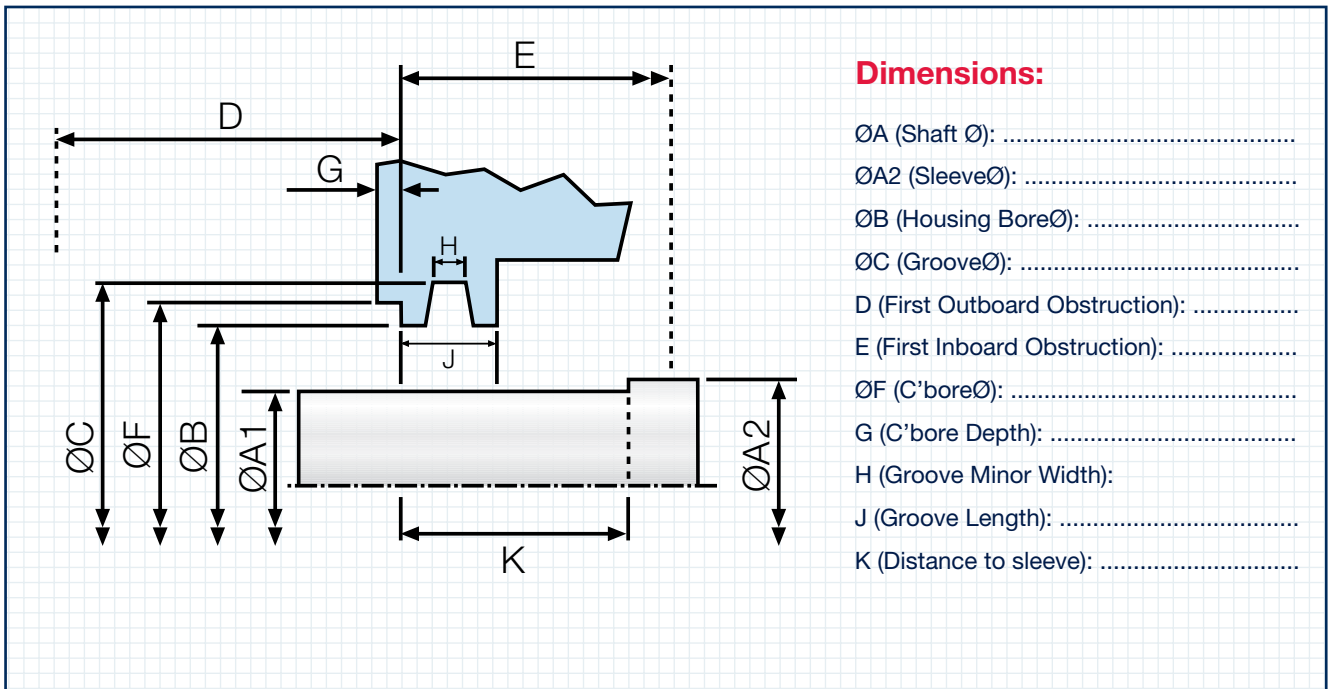 E
D
G
H
J
ØC
ØF
ØB
ØA1
ØA2
K
Dimensions:
ØA (Shaft Ø): ............................................
ØA2 (SleeveØ): .........................................
ØB (Housing BoreØ): ................................
ØC (GrooveØ): ..........................................
D (First Outboard Obstruction): ................
E (First Inboard Obstruction): ...................
ØF (C’boreØ): ...........................................
G (C’bore Depth): .....................................
H (Groove Minor Width):
J (Groove Length): ....................................
K (Distance to sleeve): ..............................